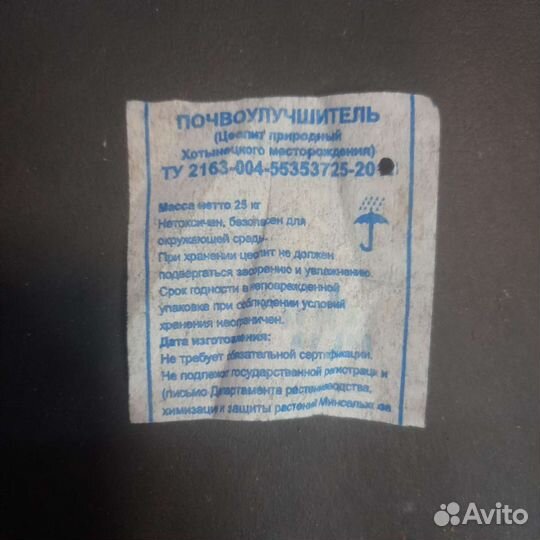 ПОЧВОУЛУЧШИТЕЛЬ
(Цеолит природный
Хотынецкого месторождения)
ТУ 2163-004-55353725-20
Масса нетто 25 кг
Нетоксичен, безопасен для
окружающей среды.
При хранении цеолит не должен
подвергаться засорению и увлажнению.
Срок годности в неповрежденной
упаковке при соблюдении условий
хранения неограничен.
Дата изготовления:
Не требует обязательной сертификации.
Не подлежит государственной регистрации
(письмо Департамента растениеводства,
химизации и защиты растений Минсельхоза
Avito